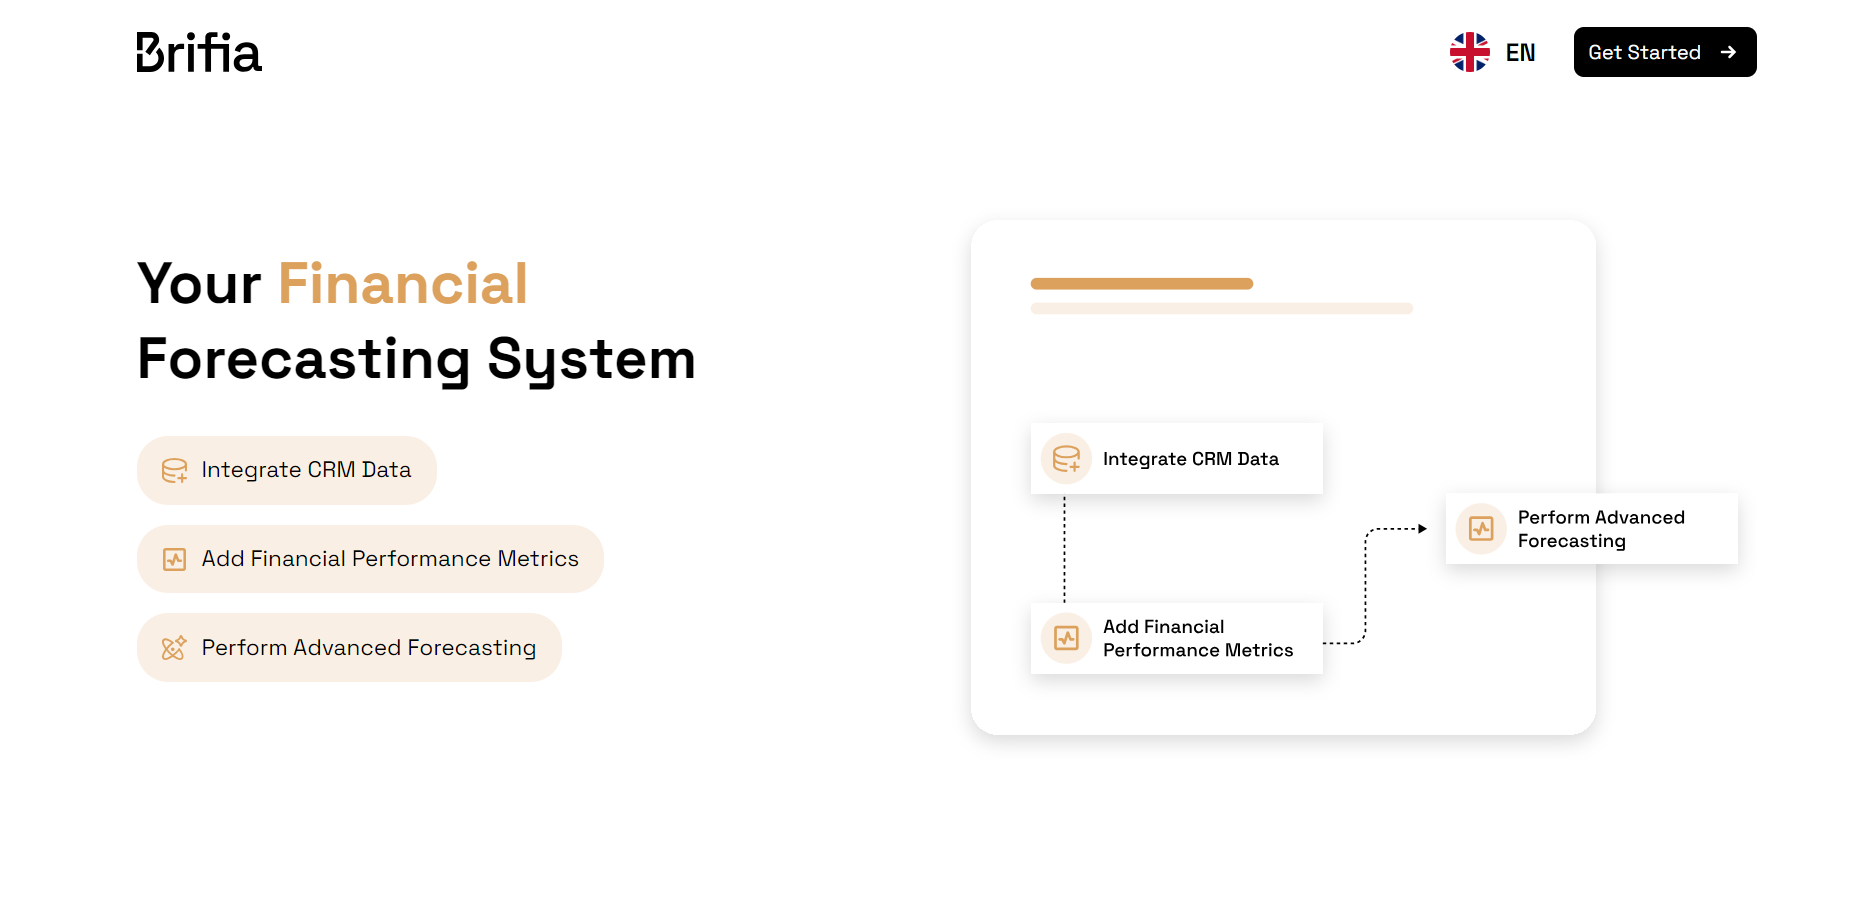 Brifia
EN
Get Started
Your Financial
Forecasting System
Integrate CRM Data
Add Financial Performance Metrics
Perform Advanced Forecasting
Integrate CRM Data
Add Financial
Performance Metrics
Perform Advanced
Forecasting